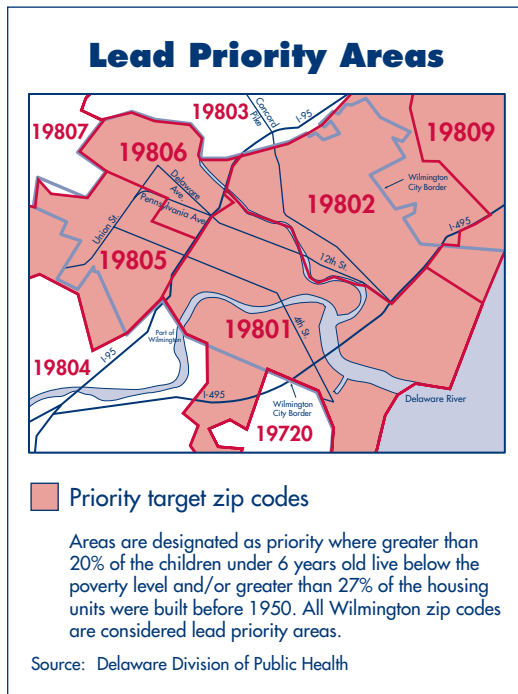 Lead Priority Areas
19807
19803
Concord
Pike
I-95
19809
19806
Delaware
Ave.
Pennsylvania Ave.
Union St.
19802
Wilmington
City Border
I-495
19805
12th St.
4th St.
19801
Part of
Wilmington
19804
I-95
I-495
Wilmington
City Border
Delaware River
19720
Priority target zip codes
Areas are designated as priority where greater than
20% of the children under 6 years old live below the
poverty level and/or greater than 27% of the housing
units were built before 1950. All Wilmington zip codes
are considered lead priority areas.
Source: Delaware Division of Public Health